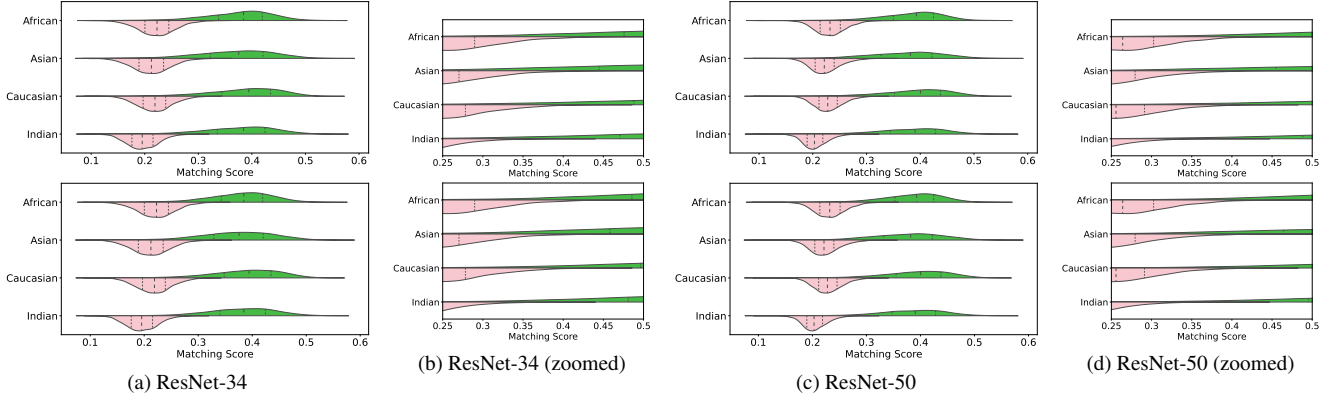 African
Asian
Caucasian
Indian
0.1 0.2 0.3 0.4 0.5 0.6
Matching Score
African
Asian
Caucasian
Indian
0.1 0.2 0.3 0.4 0.5 0.6
Matching Score
(a) ResNet-34
African
Asian
Caucasian
Indian
0.25 0.3 0.35 0.4 0.45 0.5
Matching Score
African
Asian
Caucasian
Indian
0.25 0.3 0.35 0.4 0.45 0.5
Matching Score
(b) ResNet-34 (zoomed)
African
Asian
Caucasian
Indian
0.1 0.2 0.3 0.4 0.5 0.6
Matching Score
African
Asian
Caucasian
Indian
0.1 0.2 0.3 0.4 0.5 0.6
Matching Score
(c) ResNet-50
African
Asian
Caucasian
Indian
0.25 0.3 0.35 0.4 0.45 0.5
Matching Score
African
Asian
Caucasian
Indian
0.25 0.3 0.35 0.4 0.45 0.5
Matching Score
(d) ResNet-50 (zoomed)